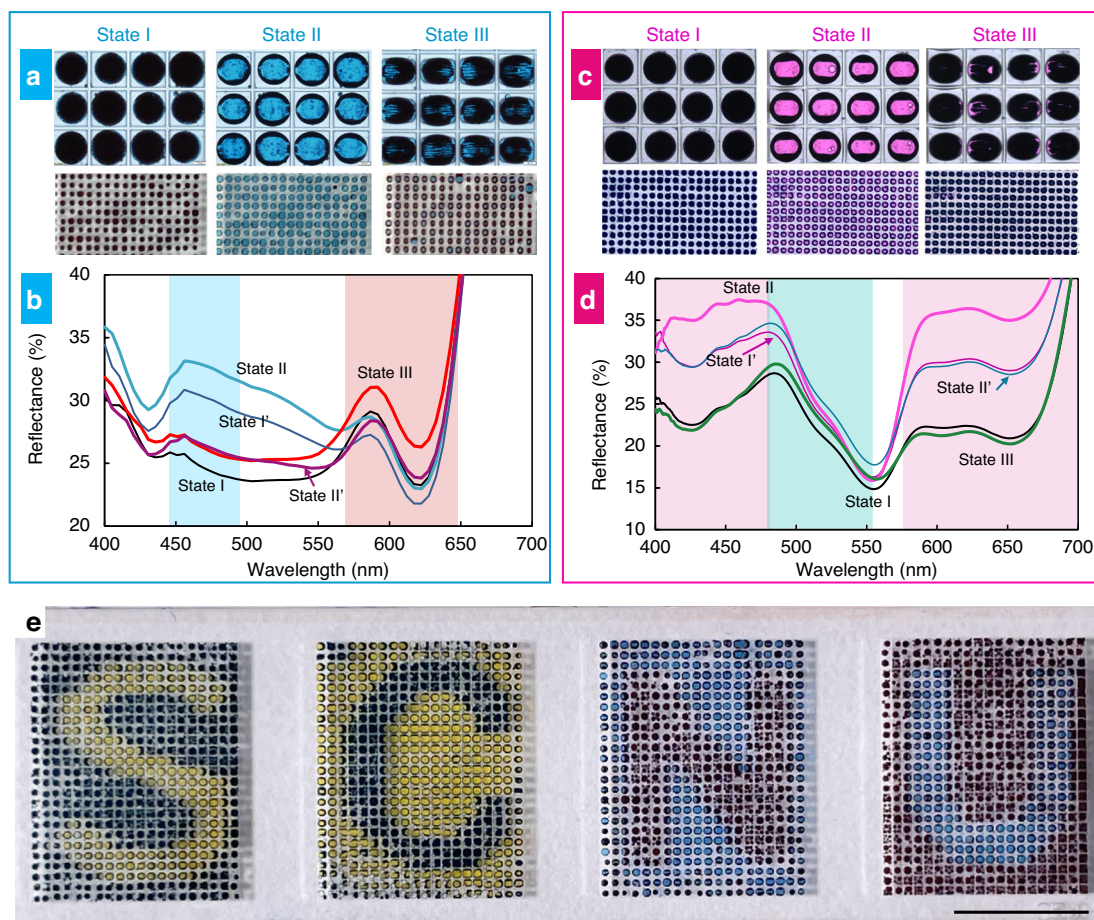 State I State II State III
a
b
40
35
30
25
20
Reflectance (%)
State II
State III
State I'
State I
State II'
400 450 500 550 600 650 700
Wavelength (nm)
State I State II State III
c
d
40
35
30
25
20
15
10
Reflectance (%)
State II
State I'
State II'
State III
State I
400 450 500 550 600 650 700
Wavelength (nm)
e
S C N U